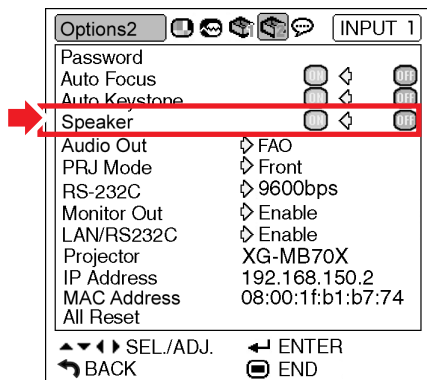 Options2 INPUT 1
Password
Auto Focus ON OFF
Auto Keystone ON OFF
Speaker ON OFF
Audio Out FAO
PRJ Mode Front
RS-232C 9600bps
Monitor Out Enable
LAN/RS232C Enable
Projector XG-MB70X
IP Address 192.168.150.2
MAC Address 08:00:1f:b1:b7:74
All Reset
SEL./ADJ. ENTER
BACK END